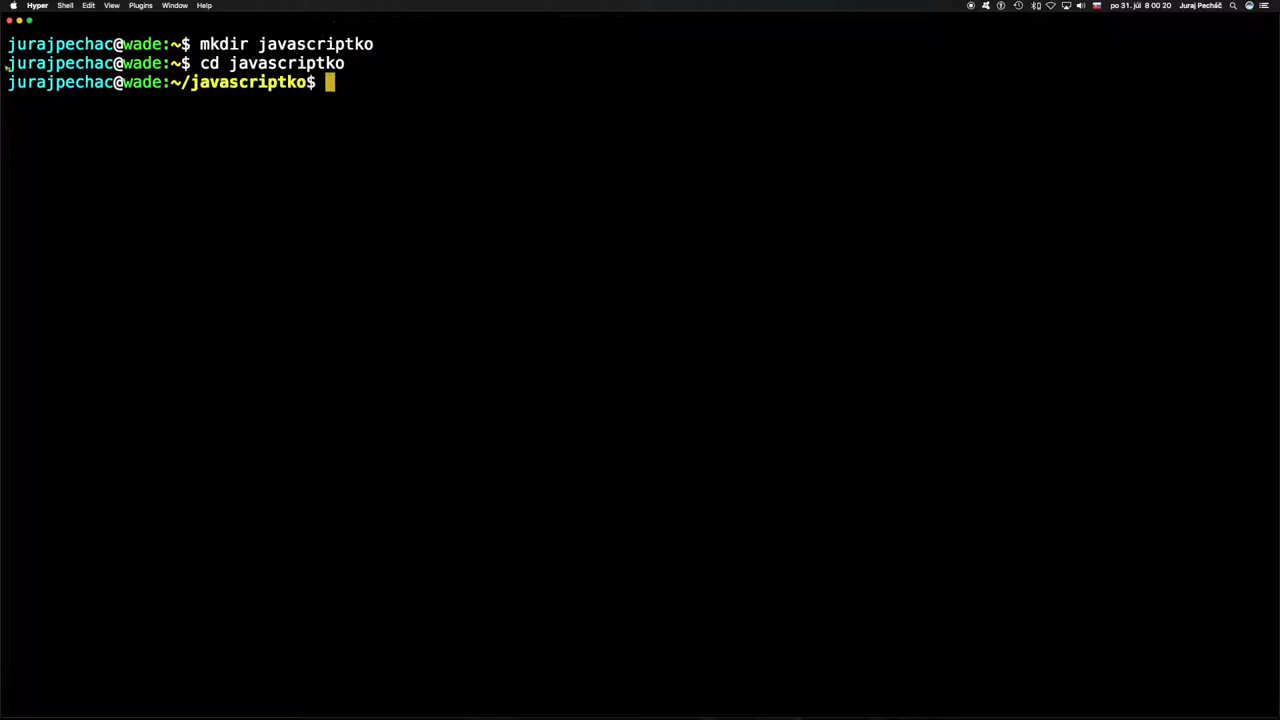 Hyper Shell Edit View Plugins Window Help po 31. júl 8 00 20 Juraj Pecháč
jurajpechac@wade:~$ mkdir javascriptko
jurajpechac@wade:~$ cd javascriptko
jurajpechac@wade:~/javascriptko$